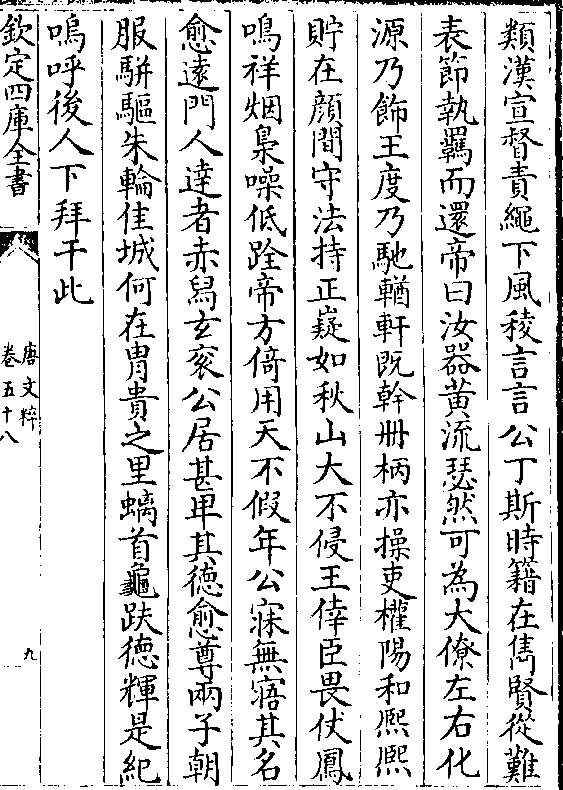 類漢宣督責繩下風稜言言公丁斯時籍在雋賢從難
表節執羈而還帝曰汝器黄流瑟然可為大僚左右化
源乃飾王度乃馳輶軒既幹冊柄亦操吏權陽和熙熙
貯在顔間守法持正嶷如秋山大不侵王倖臣畏伏鳳
鳴祥烟梟噪低跧帝方倚用天不假年公寐無寤其名
愈遠門人達者赤舄玄衮公居甚卑其德愈尊兩子朝
服駢驅朱輪佳城何在胄貴之里螭首龜趺德輝是紀
嗚呼後人下拜干此
欽定四庫全書
唐文粹
卷五十八
九